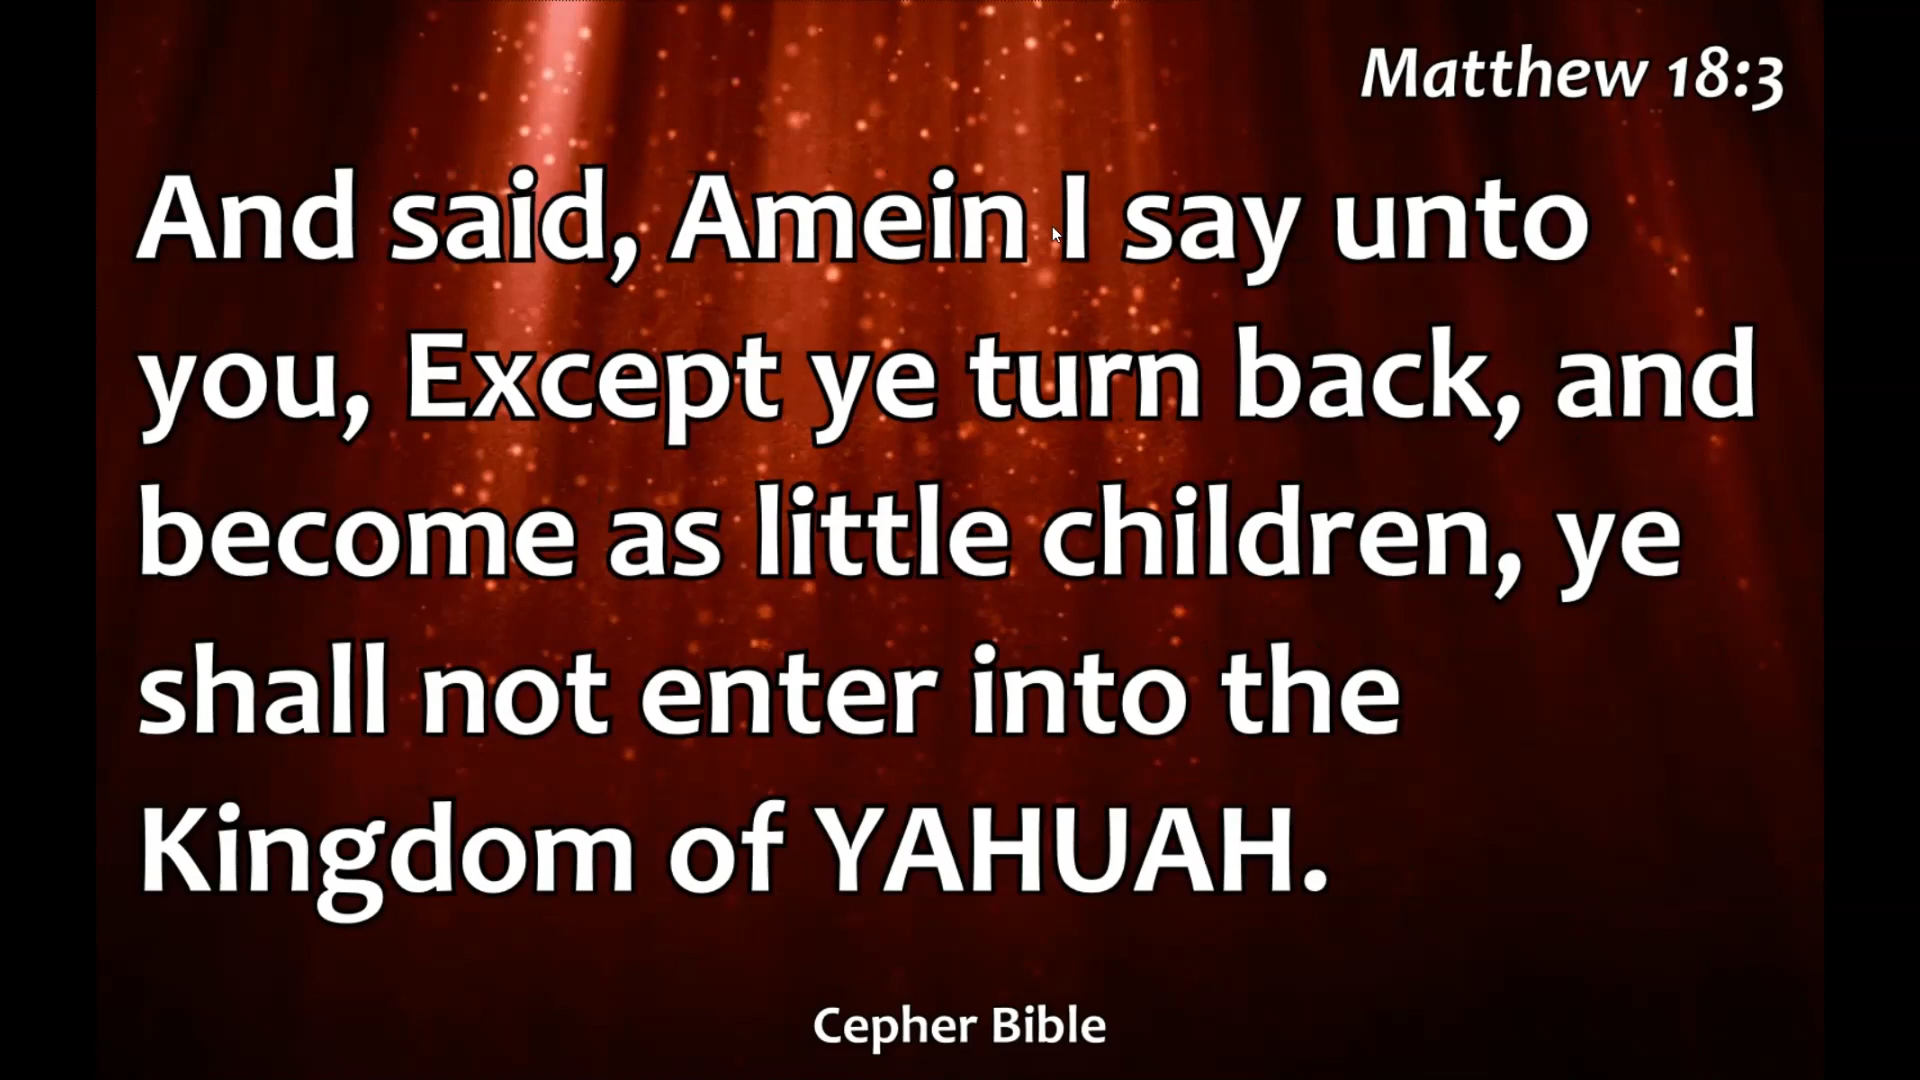 Matthew 18:3
And said, Amein I say unto
you, Except ye turn back, and
become as little children, ye
shall not enter into the
Kingdom of YAHUAH.
Cepher Bible